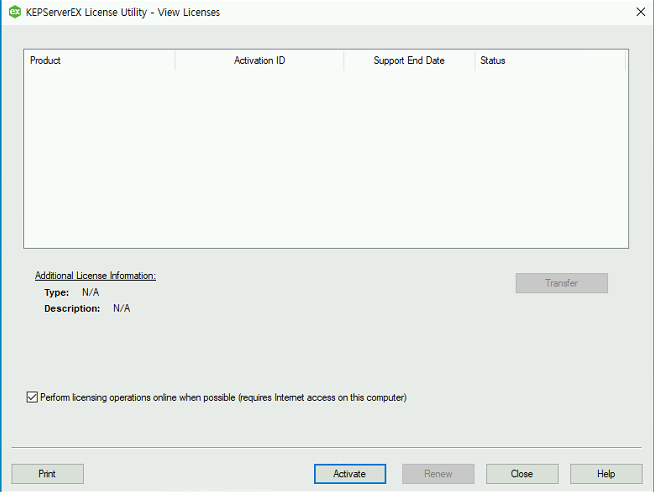 KEPServerEX License Utility - View Licenses
Product Activation ID Support End Date Status
Additional License Information:
Type: N/A
Transfer
Description: N/A
Perform licensing operations online when possible (requires Internet access on this computer)
Print Activate Renew Close Help